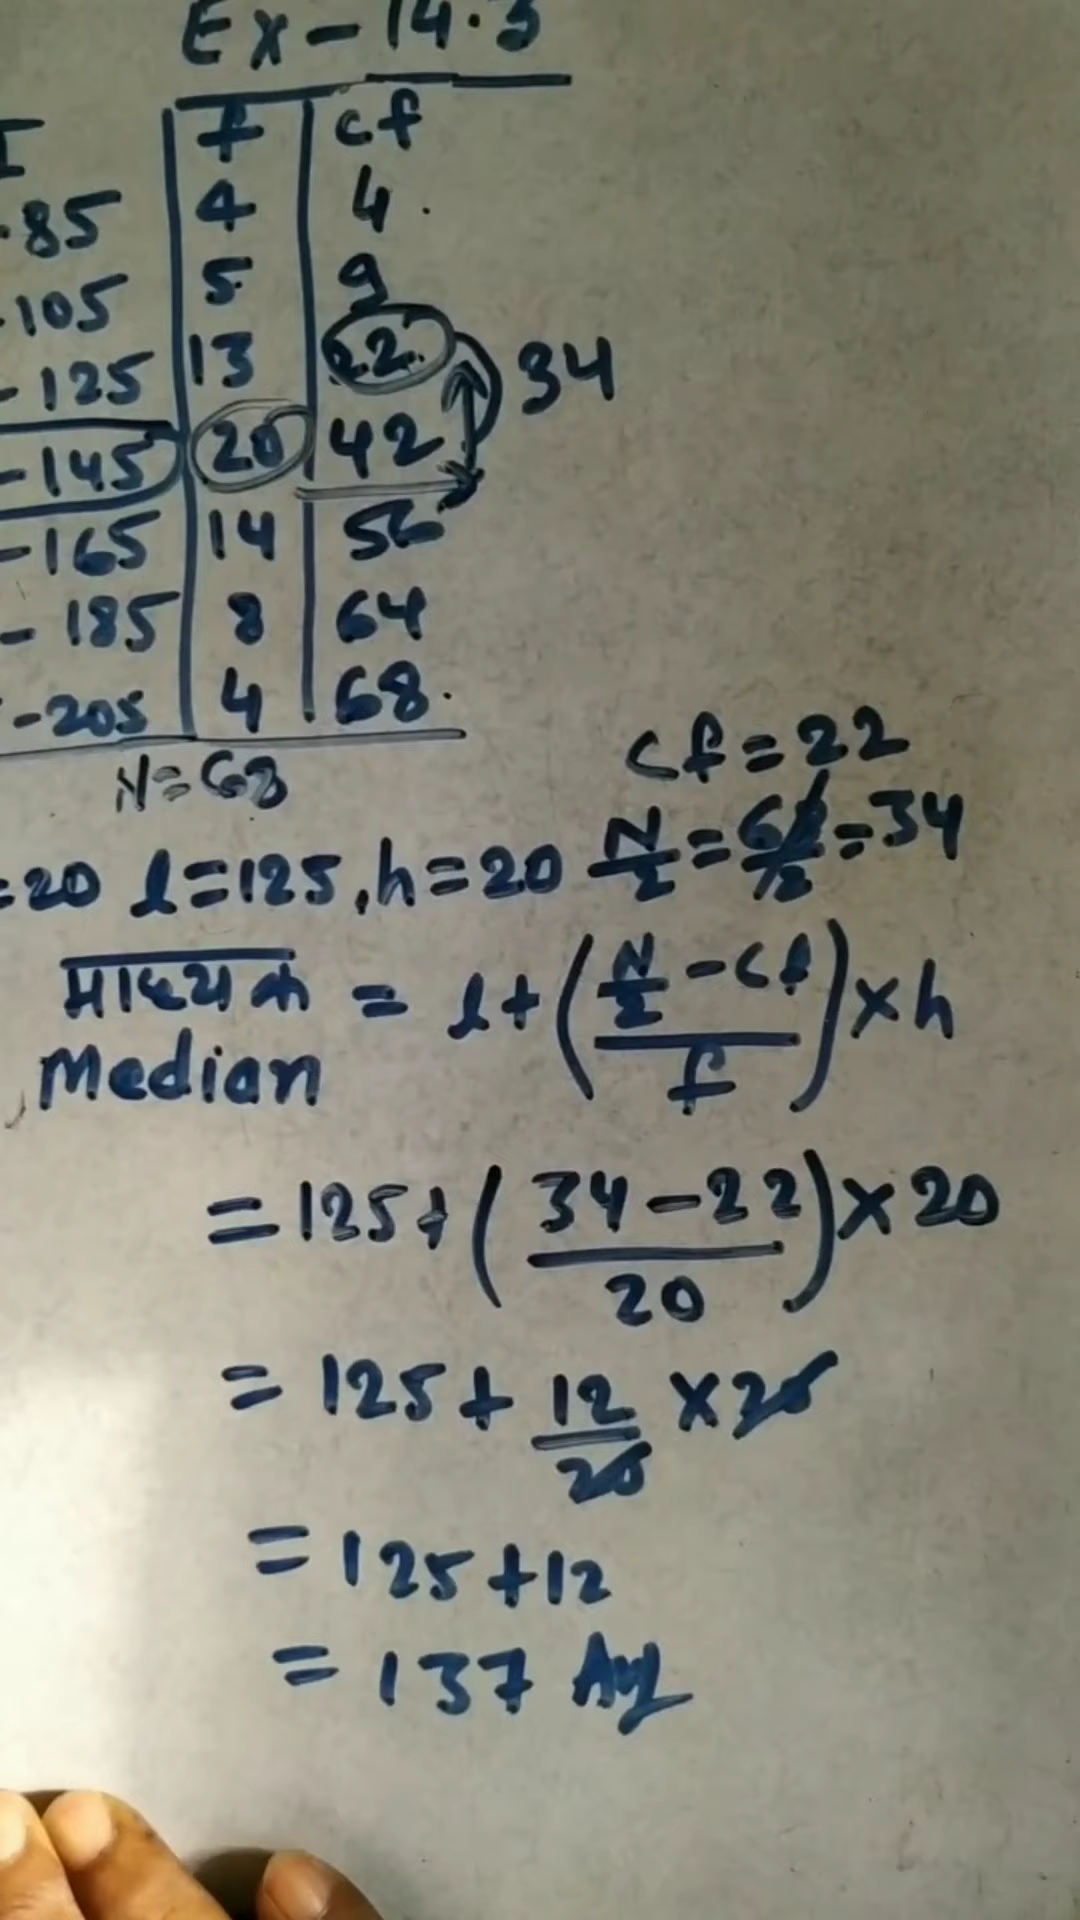 Ex-14.3
I f cf
-85 4 4.
-105 5 9
-125 13 22 34
-145 20 42
-165 14 56
-185 8 64
-205 4 68.
N=68
cf=22
=20 l=125, h=20 N/2=68/2=34
माध्यक = l+(N/2-cf/f)×h
Median
=125+(34-22/20)×20
=125+12/20×20
=125+12
=137 Ans